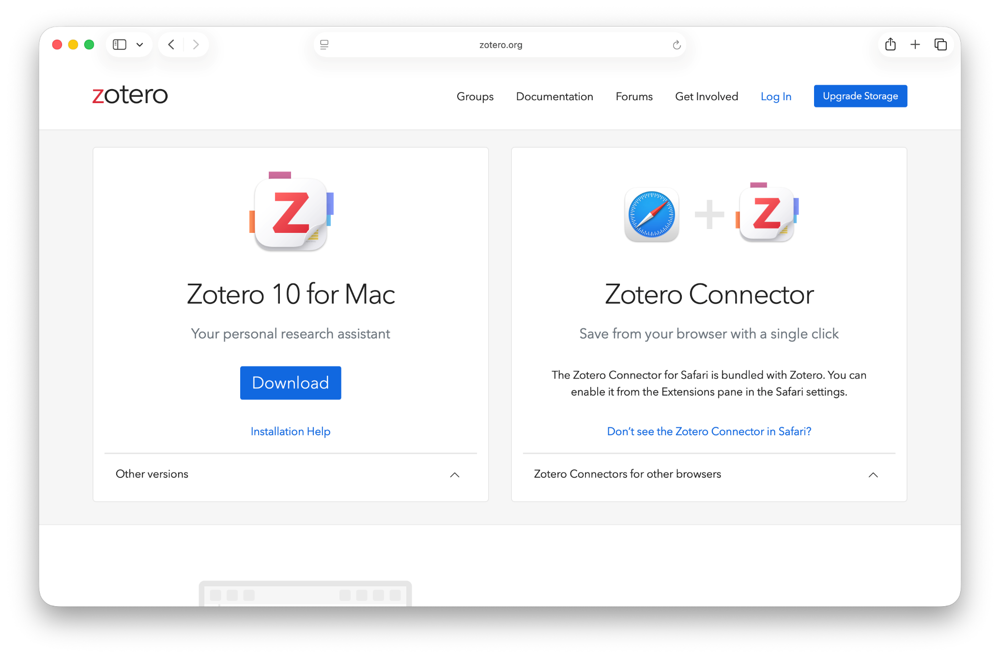 zotero.org
zotero
Groups
Documentation
Forums
Get Involved
Log In
Upgrade Storage
Z
Zotero 10 for Mac
Your personal research assistant
Download
Installation Help
Other versions
Z
Zotero Connector
Save from your browser with a single click
The Zotero Connector for Safari is bundled with Zotero. You can
enable it from the Extensions pane in the Safari settings.
Don’t see the Zotero Connector in Safari?
Zotero Connectors for other browsers